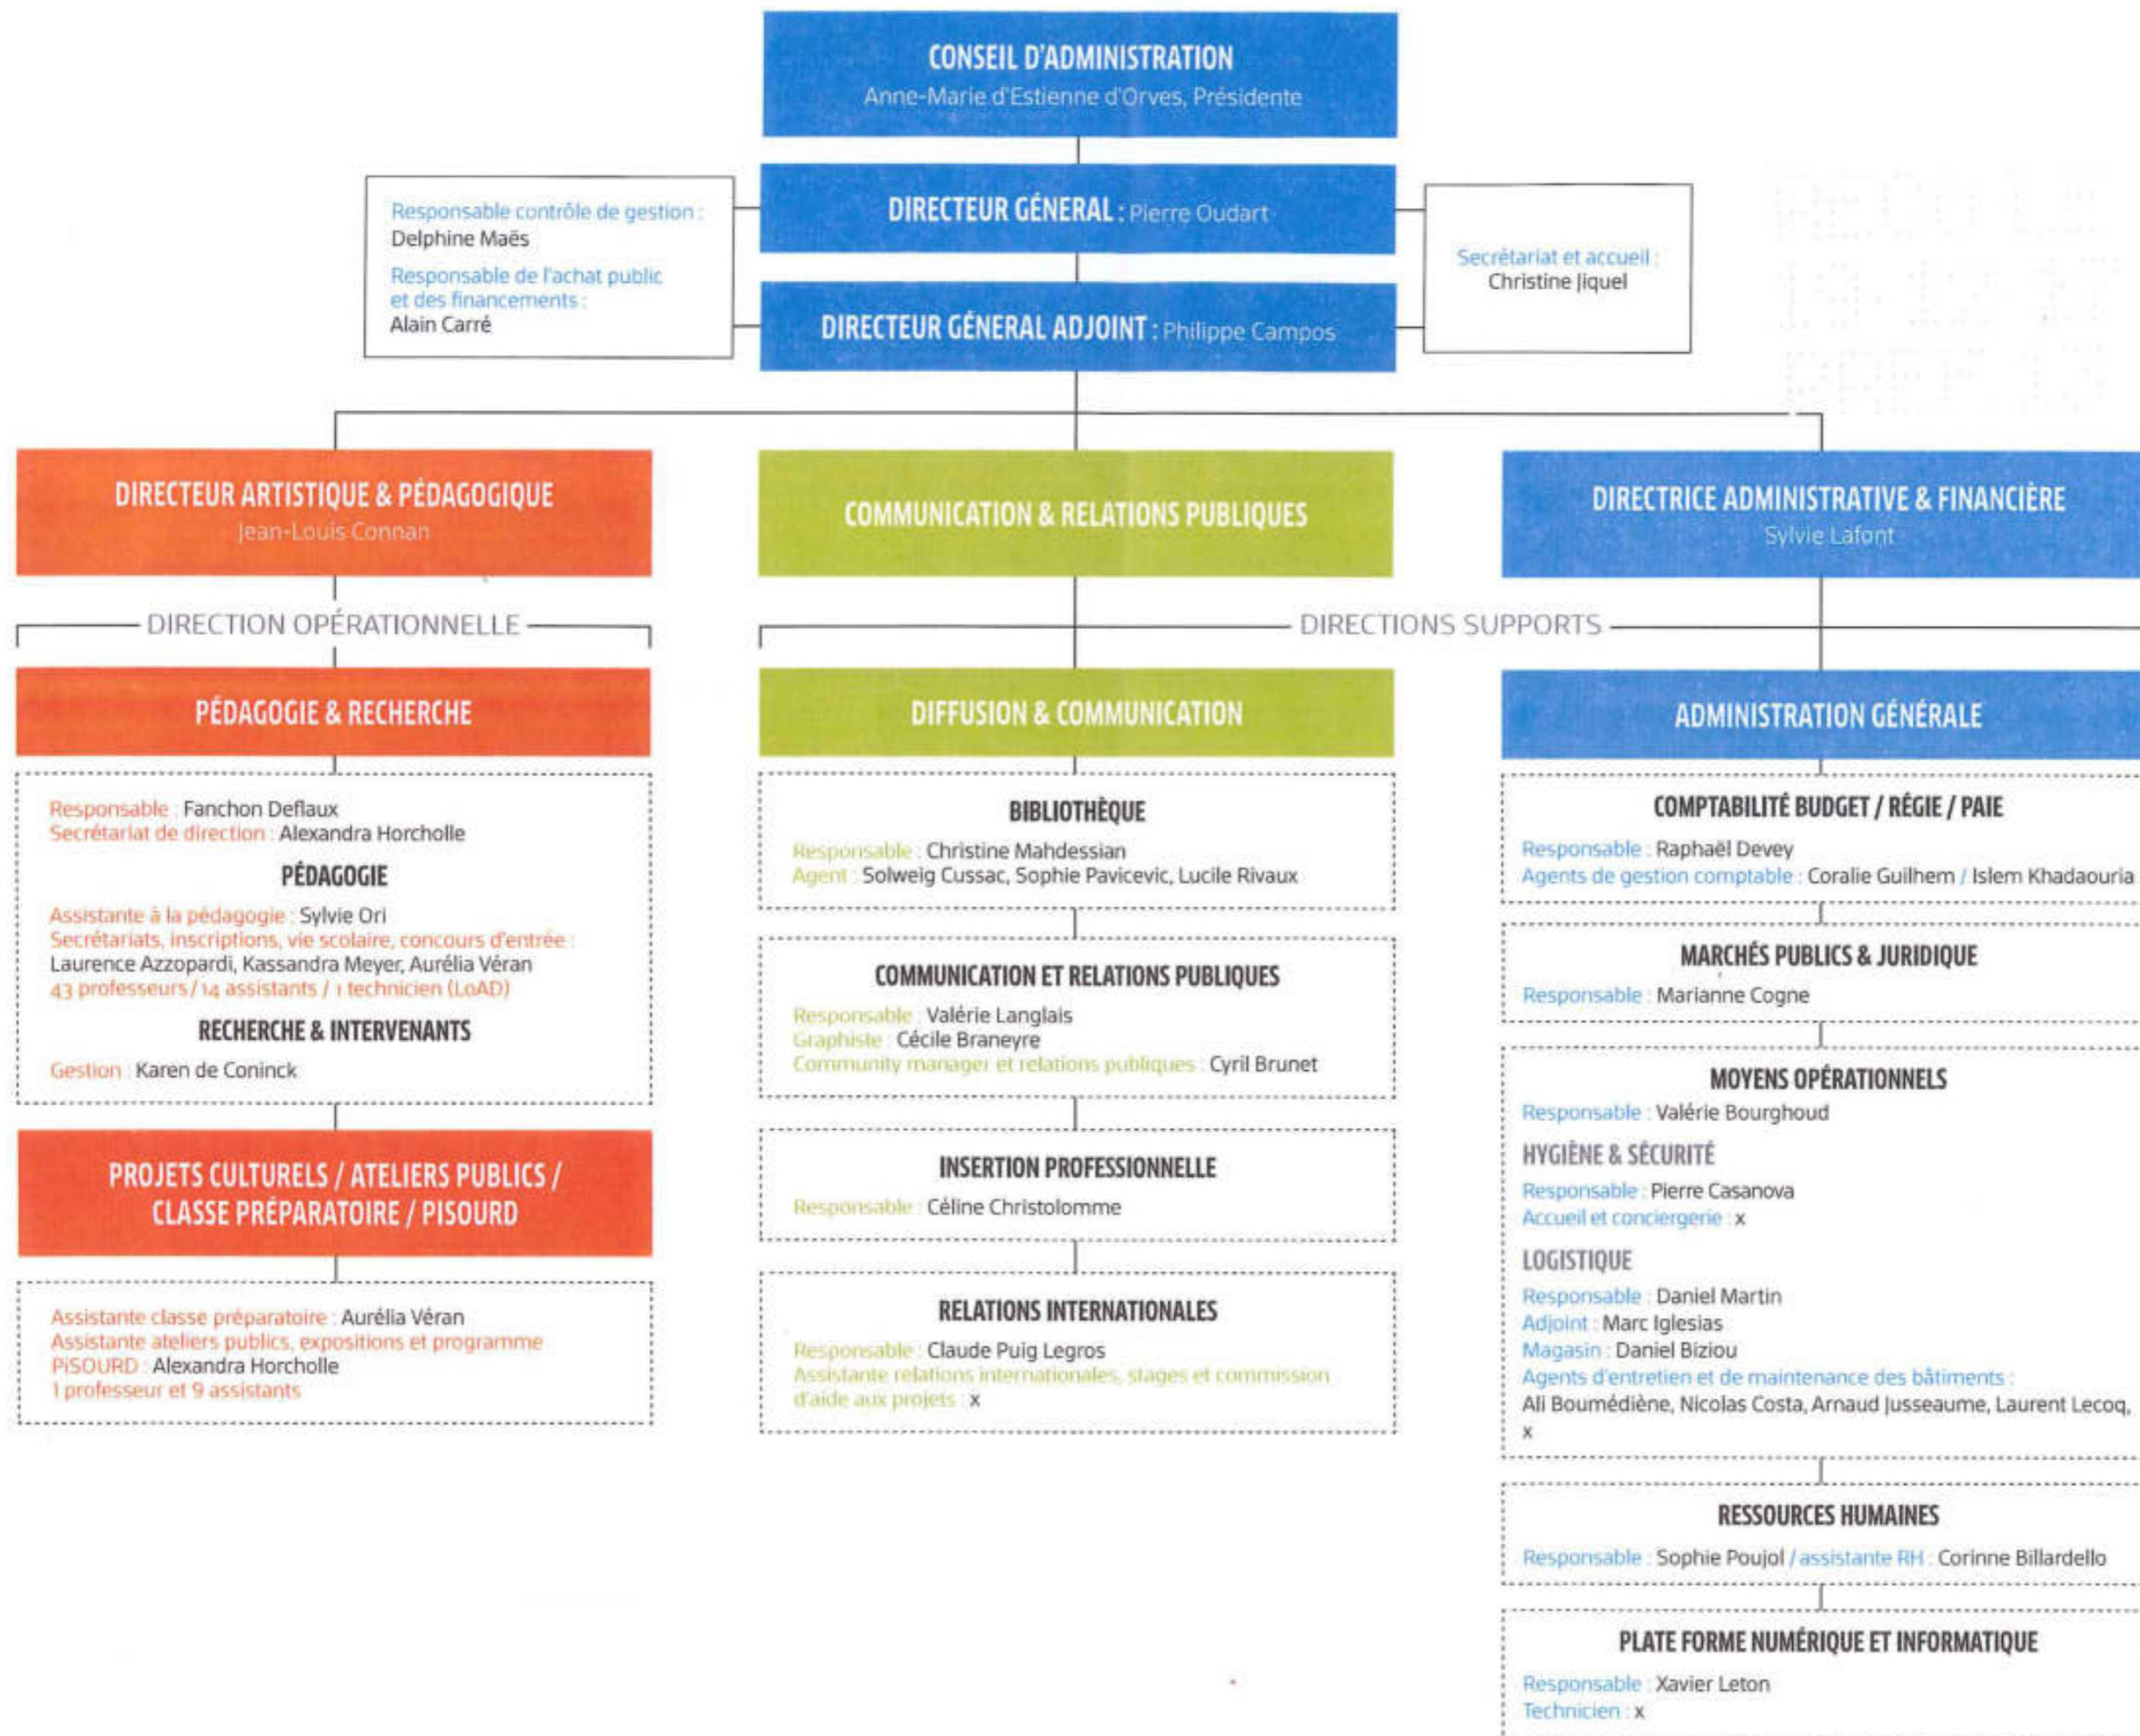 CONSEIL D'ADMINISTRATION
Anne-Marie d'Estienne d'Orves, Présidente
Responsable contrôle de gestion :
Delphine Maës
Responsable de l'achat public
et des financements :
Alain Carré
DIRECTEUR GÉNERAL : Pierre Oudart
DIRECTEUR GÉNERAL ADJOINT : Philippe Campos
Secrétariat et accueil :
Christine Jiquel
DIRECTEUR ARTISTIQUE & PÉDAGOGIQUE
Jean-Louis Connan
COMMUNICATION & RELATIONS PUBLIQUES
DIRECTRICE ADMINISTRATIVE & FINANCIÈRE
Sylvie Lafont
DIRECTION OPÉRATIONNELLE
DIRECTIONS SUPPORTS
PÉDAGOGIE & RECHERCHE
Responsable : Fanchon Deflaux
Secrétariat de direction : Alexandra Horcholle
PÉDAGOGIE
Assistante à la pédagogie : Sylvie Ori
Secrétariats, inscriptions, vie scolaire, concours d'entrée :
Laurence Azzopardi, Kassandra Meyer, Aurélia Véran
43 professeurs / 14 assistants / 1 technicien (LoAD)
RECHERCHE & INTERVENANTS
Gestion : Karen de Coninck
PROJETS CULTURELS / ATELIERS PUBLICS /
CLASSE PRÉPARATOIRE / PISOURD
Assistante classe préparatoire : Aurélia Véran
Assistante ateliers publics, expositions et programme
PiSOURD : Alexandra Horcholle
1 professeur et 9 assistants
DIFFUSION & COMMUNICATION
BIBLIOTHÈQUE
Responsable : Christine Mahdessian
Agent : Solweig Cussac, Sophie Pavicevic, Lucile Rivaux
COMMUNICATION ET RELATIONS PUBLIQUES
Responsable : Valérie Langlais
Graphiste : Cécile Braneyre
Community manager et relations publiques : Cyril Brunet
INSERTION PROFESSIONNELLE
Responsable : Céline Christolomme
RELATIONS INTERNATIONALES
Responsable : Claude Puig Legros
Assistante relations internationales, stages et commission
d'aide aux projets : x
ADMINISTRATION GÉNÉRALE
COMPTABILITÉ BUDGET / RÉGIE / PAIE
Responsable : Raphaël Devey
Agents de gestion comptable : Coralie Guilhem / Islem Khadaouria
MARCHÉS PUBLICS & JURIDIQUE
Responsable : Marianne Cogne
MOYENS OPÉRATIONNELS
Responsable : Valérie Bourghoud
HYGIÈNE & SÉCURITÉ
Responsable : Pierre Casanova
Accueil et conciergerie : x
LOGISTIQUE
Responsable : Daniel Martin
Adjoint : Marc Iglesias
Magasin : Daniel Biziou
Agents d'entretien et de maintenance des bâtiments :
Ali Boumédiène, Nicolas Costa, Arnaud Jusseaume, Laurent Lecoq,
x
RESSOURCES HUMAINES
Responsable : Sophie Poujol / assistante RH : Corinne Billardello
PLATE FORME NUMÉRIQUE ET INFORMATIQUE
Responsable : Xavier Leton
Technicien : x